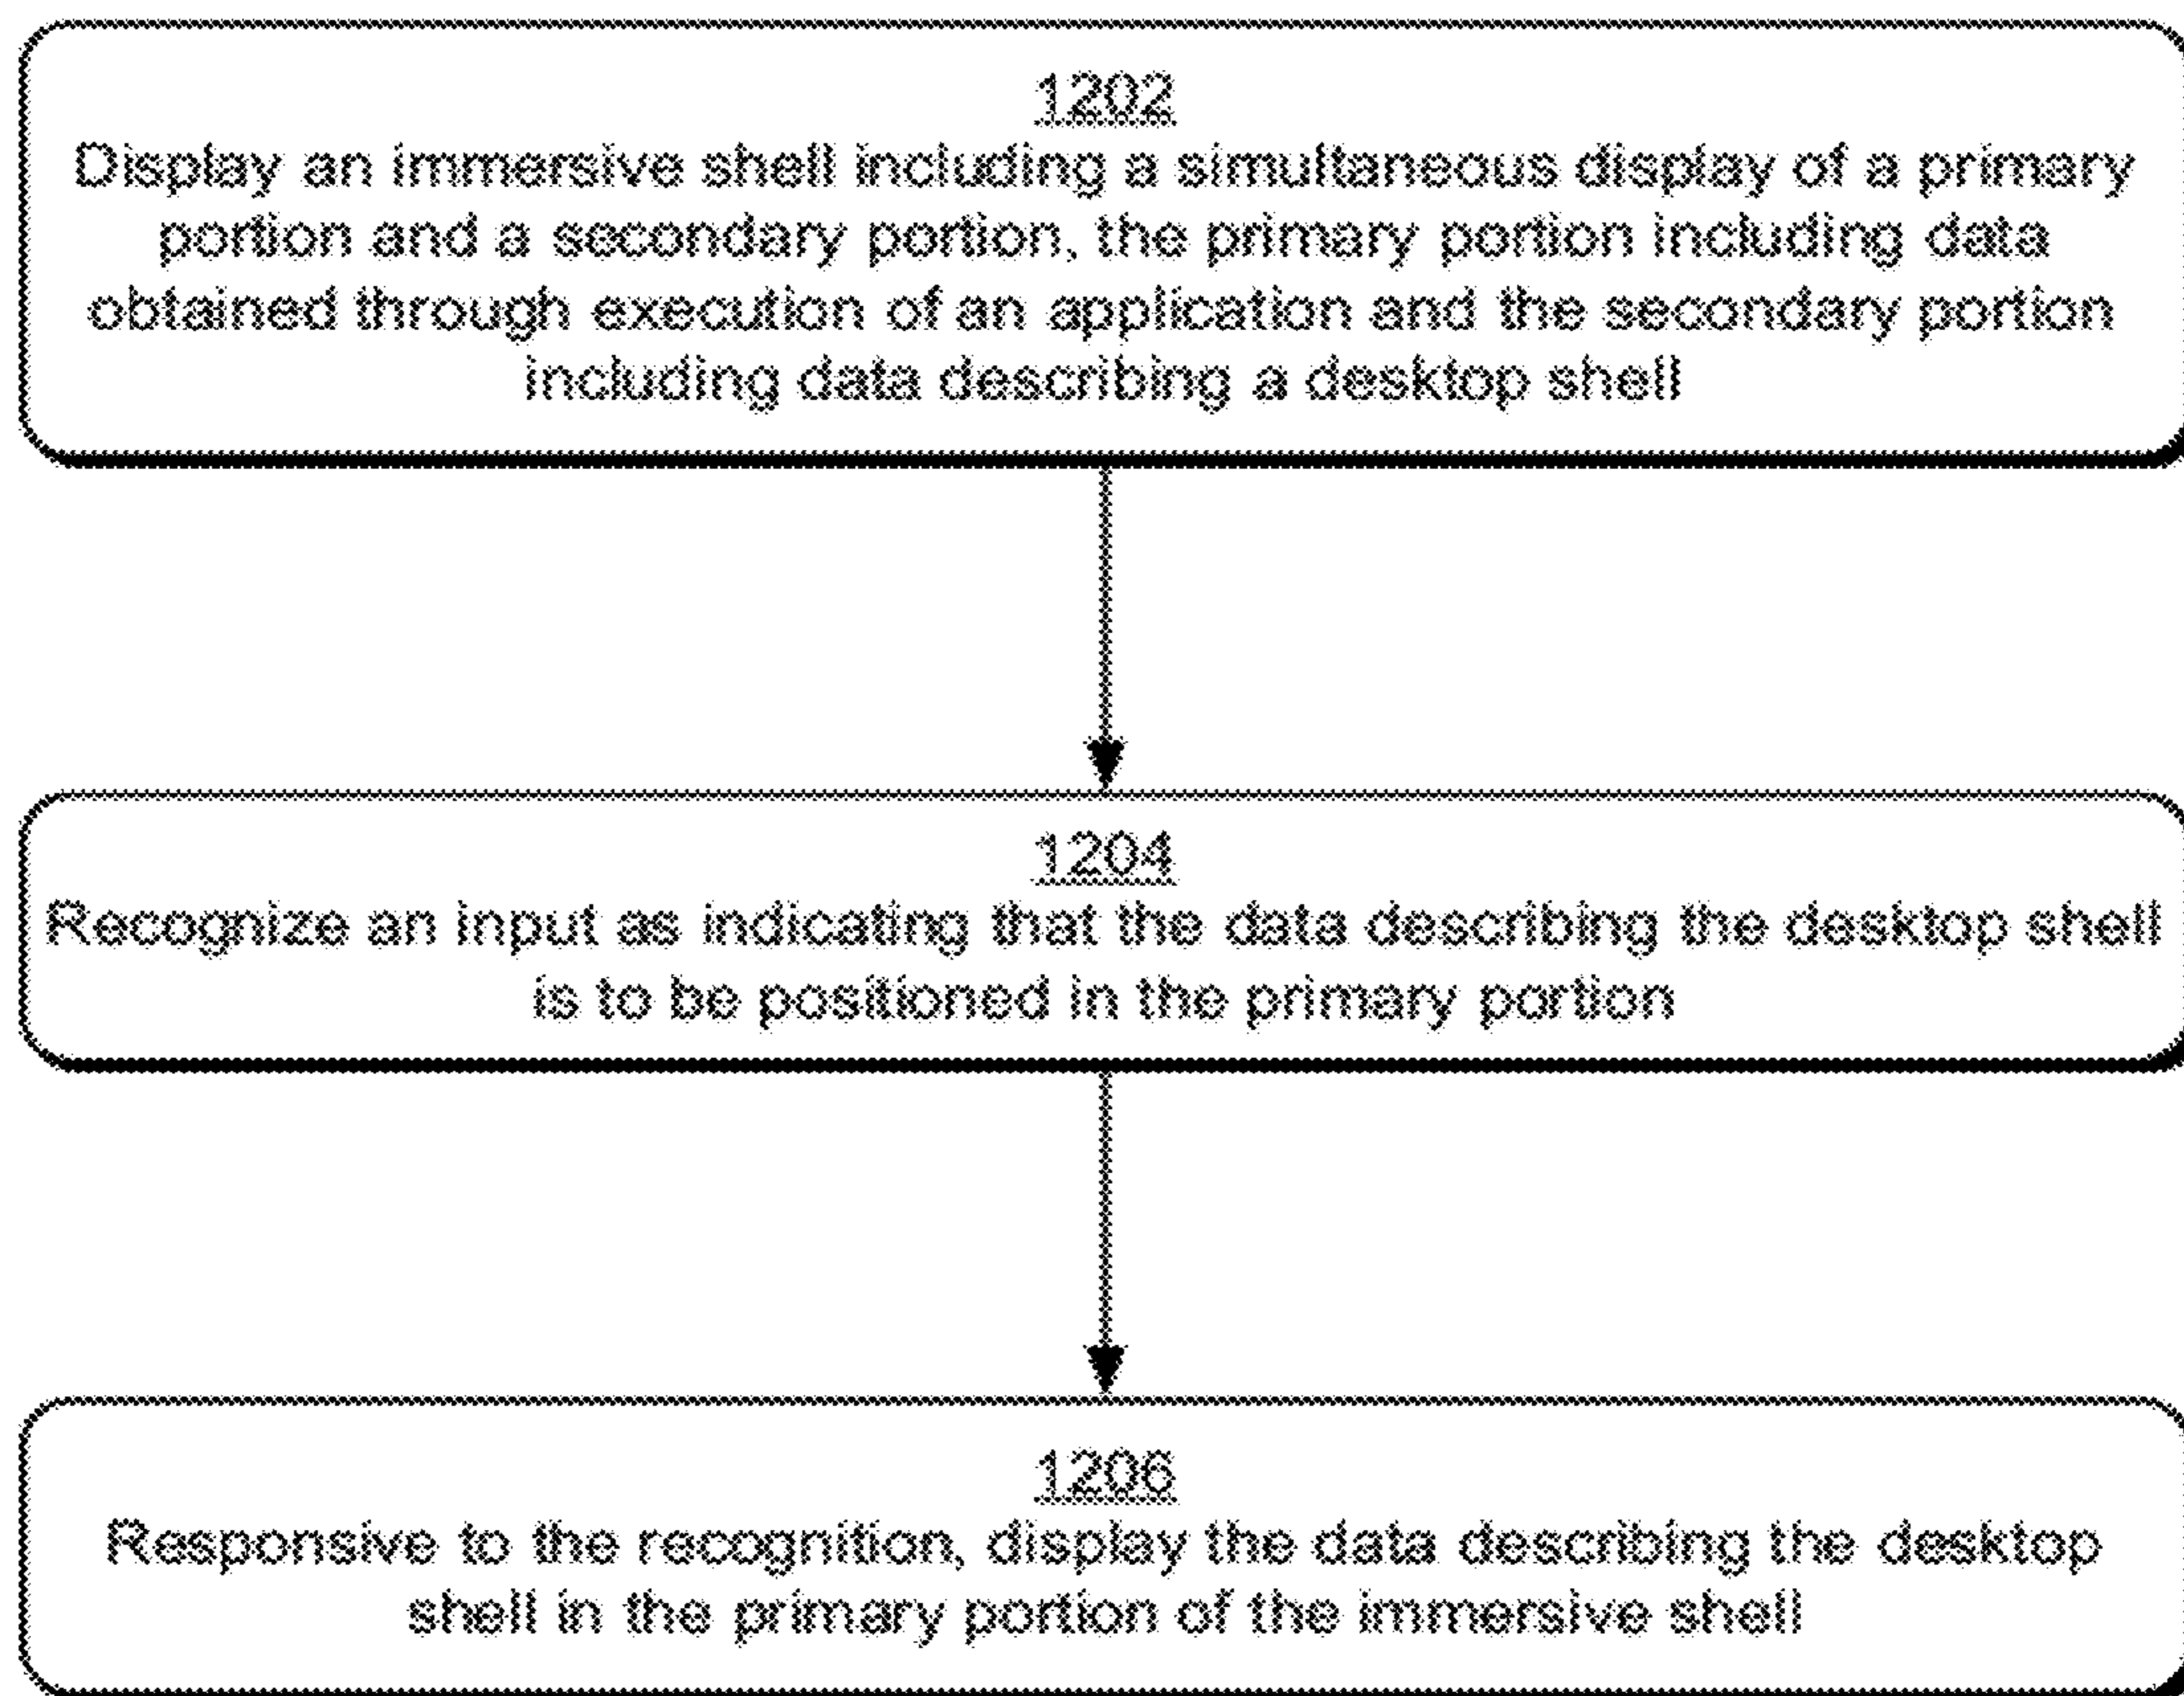 1202
Display an immersive shell including a simultaneous display of a primary
portion and a secondary portion, the primary portion including data
obtained through execution of an application and the secondary portion
including data describing a desktop shell
1204
Recognize an input as indicating that the data describing the desktop shell
is to be positioned in the primary portion
1206
Responsive to the recognition, display the data describing the desktop
shell in the primary portion of the immersive shell